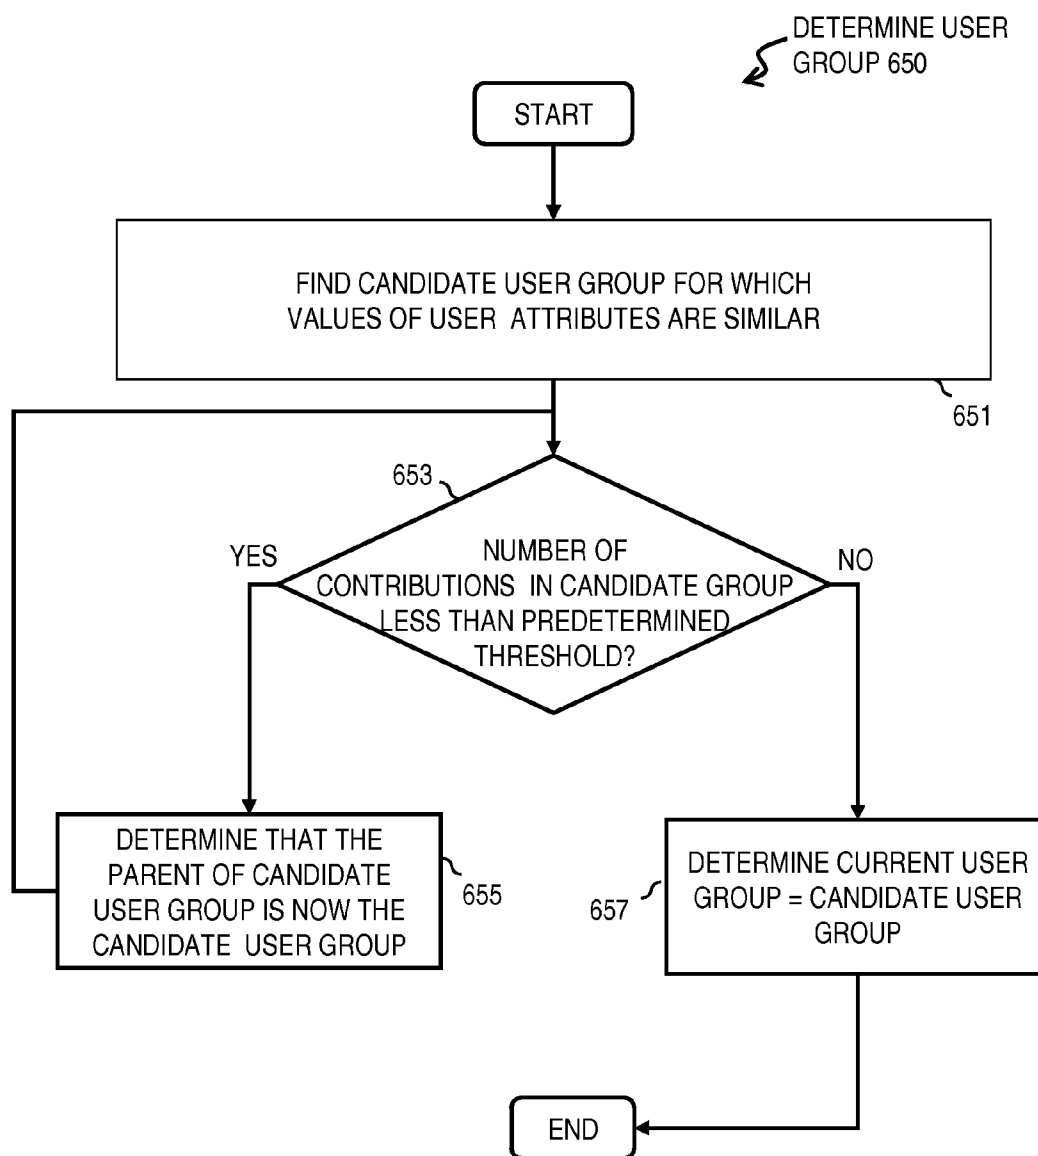 DETERMINE USER
GROUP 650
START
FIND CANDIDATE USER GROUP FOR WHICH
VALUES OF USER ATTRIBUTES ARE SIMILAR
651
653
YES
NUMBER OF
CONTRIBUTIONS IN CANDIDATE GROUP
LESS THAN PREDETERMINED
THRESHOLD?
NO
DETERMINE THAT THE
PARENT OF CANDIDATE
USER GROUP IS NOW THE
CANDIDATE USER GROUP
655
657
DETERMINE CURRENT USER
GROUP = CANDIDATE USER
GROUP
END